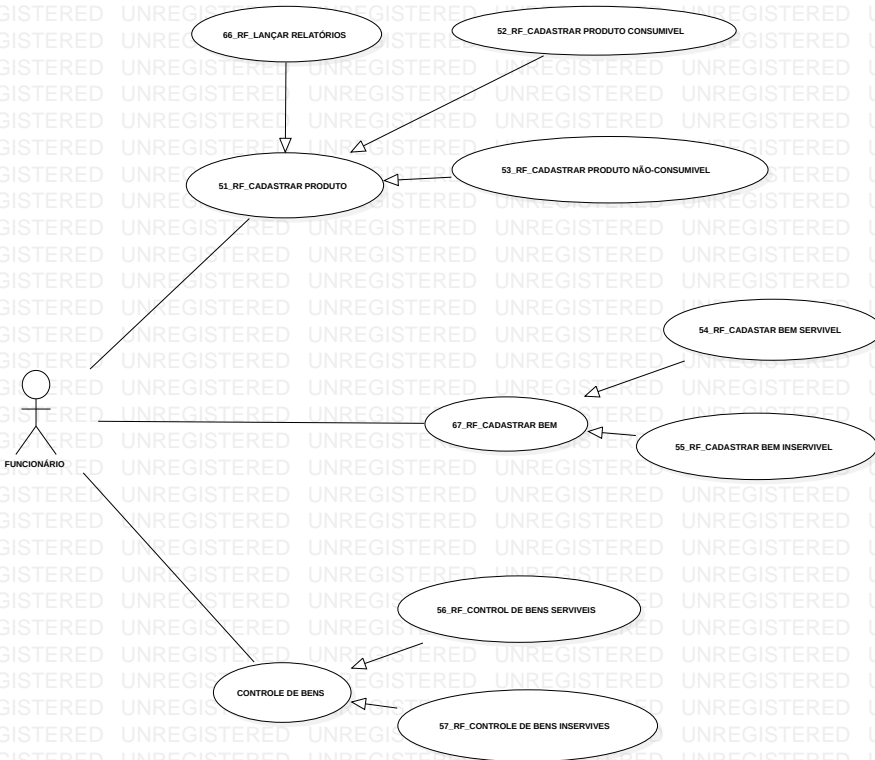 66_RF_LANÇAR RELATÓRIOS
52_RF_CADASTRAR PRODUTO CONSUMIVEL
51_RF_CADASTRAR PRODUTO
53_RF_CADASTRAR PRODUTO NÃO-CONSUMIVEL
54_RF_CADASTAR BEM SERVIVEL
67_RF_CADASTRAR BEM
55_RF_CADASTRAR BEM INSERVIVEL
FUNCIONÁRIO
56_RF_CONTROL DE BENS SERVIVEIS
CONTROLE DE BENS
57_RF_CONTROLE DE BENS INSERVIVES
UNREGISTERED